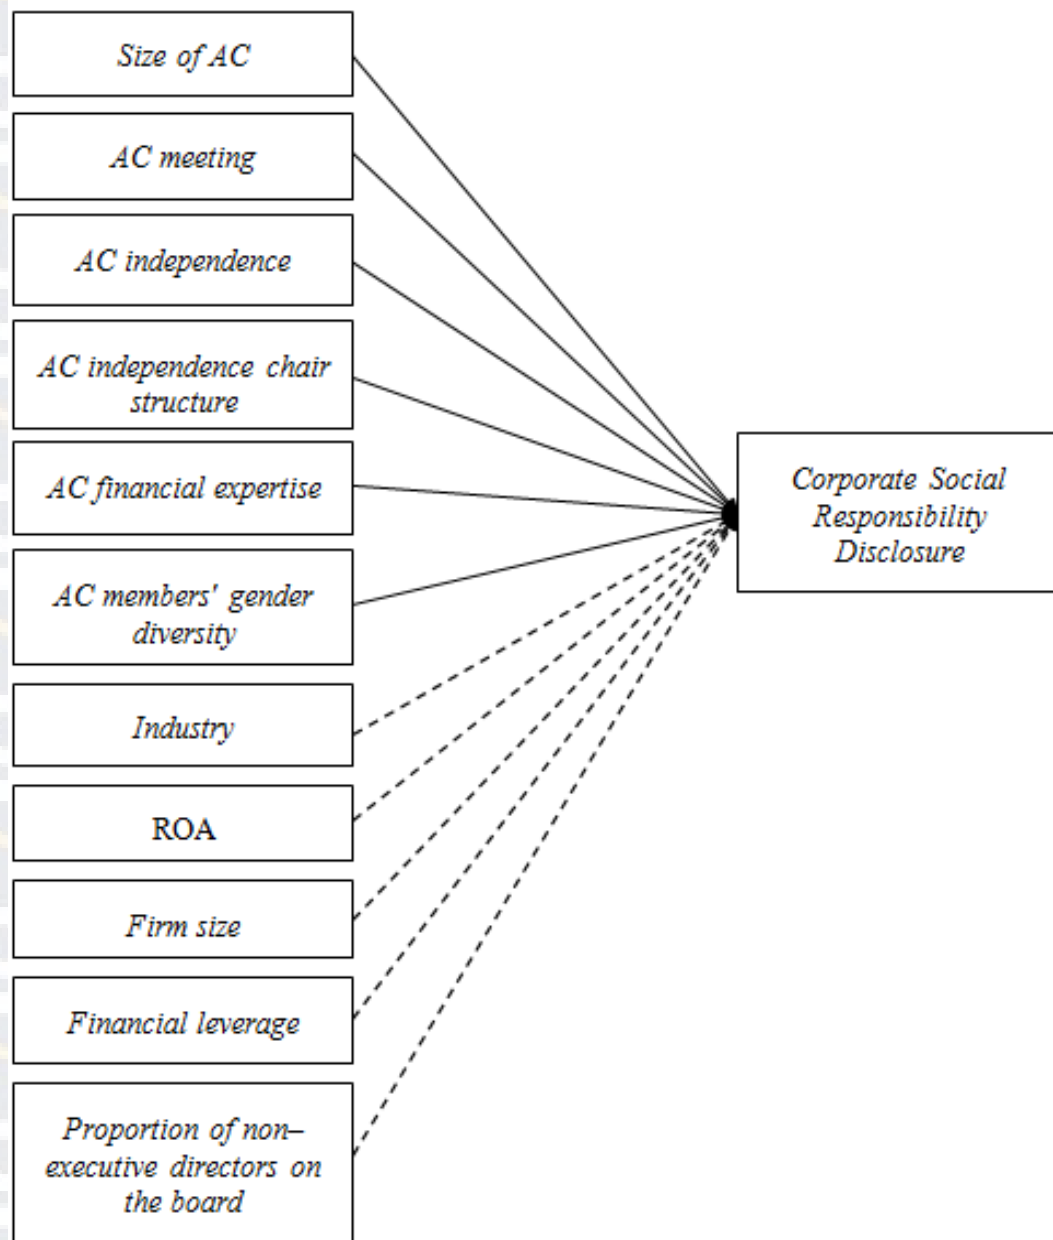 Size of AC
AC meeting
AC independence
AC independence chair
structure
AC financial expertise
AC members' gender
diversity
Industry
ROA
Firm size
Financial leverage
Proportion of non–
executive directors on
the board
Corporate Social
Responsibility
Disclosure